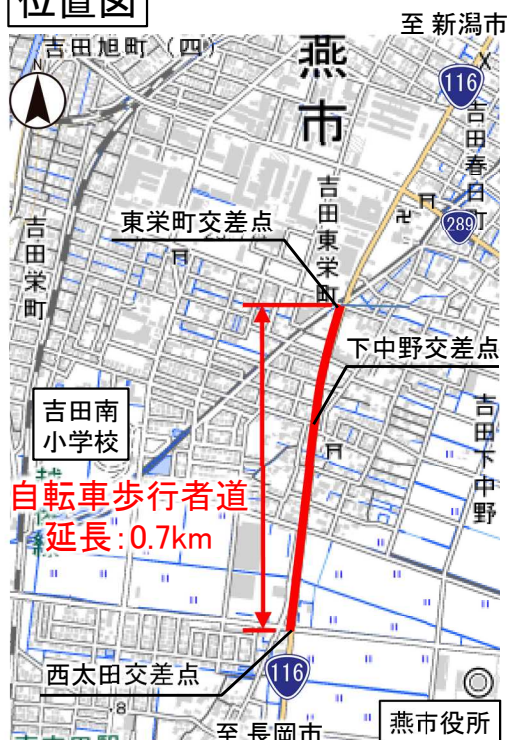 位置図
至 新潟市
吉田旭町(四)
燕市
116
吉田春日町
289
吉田東栄町
東栄町交差点
吉田栄町
N
下中野交差点
吉田南
小学校
吉田下中野
自転車歩行者道
延長:0.7km
西太田交差点
116
燕市役所
至 長岡市
8